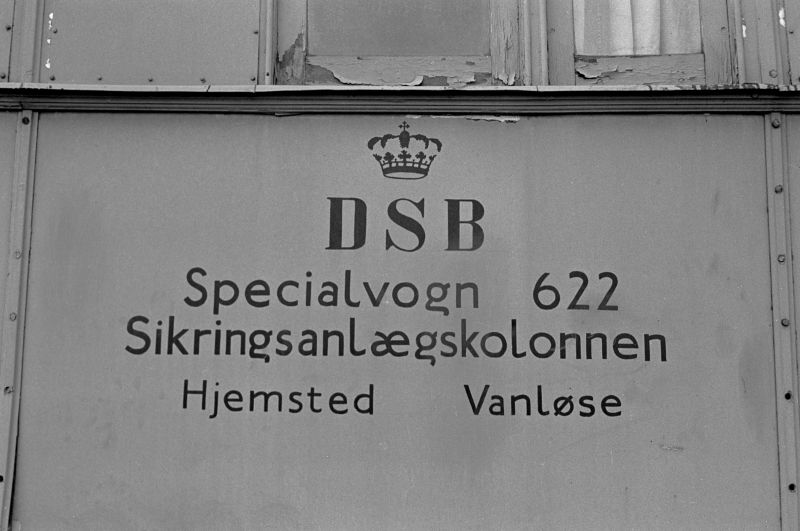 DSB
Specialvogn 622
Sikringsanlægskolonnen
Hjemsted Vanløse